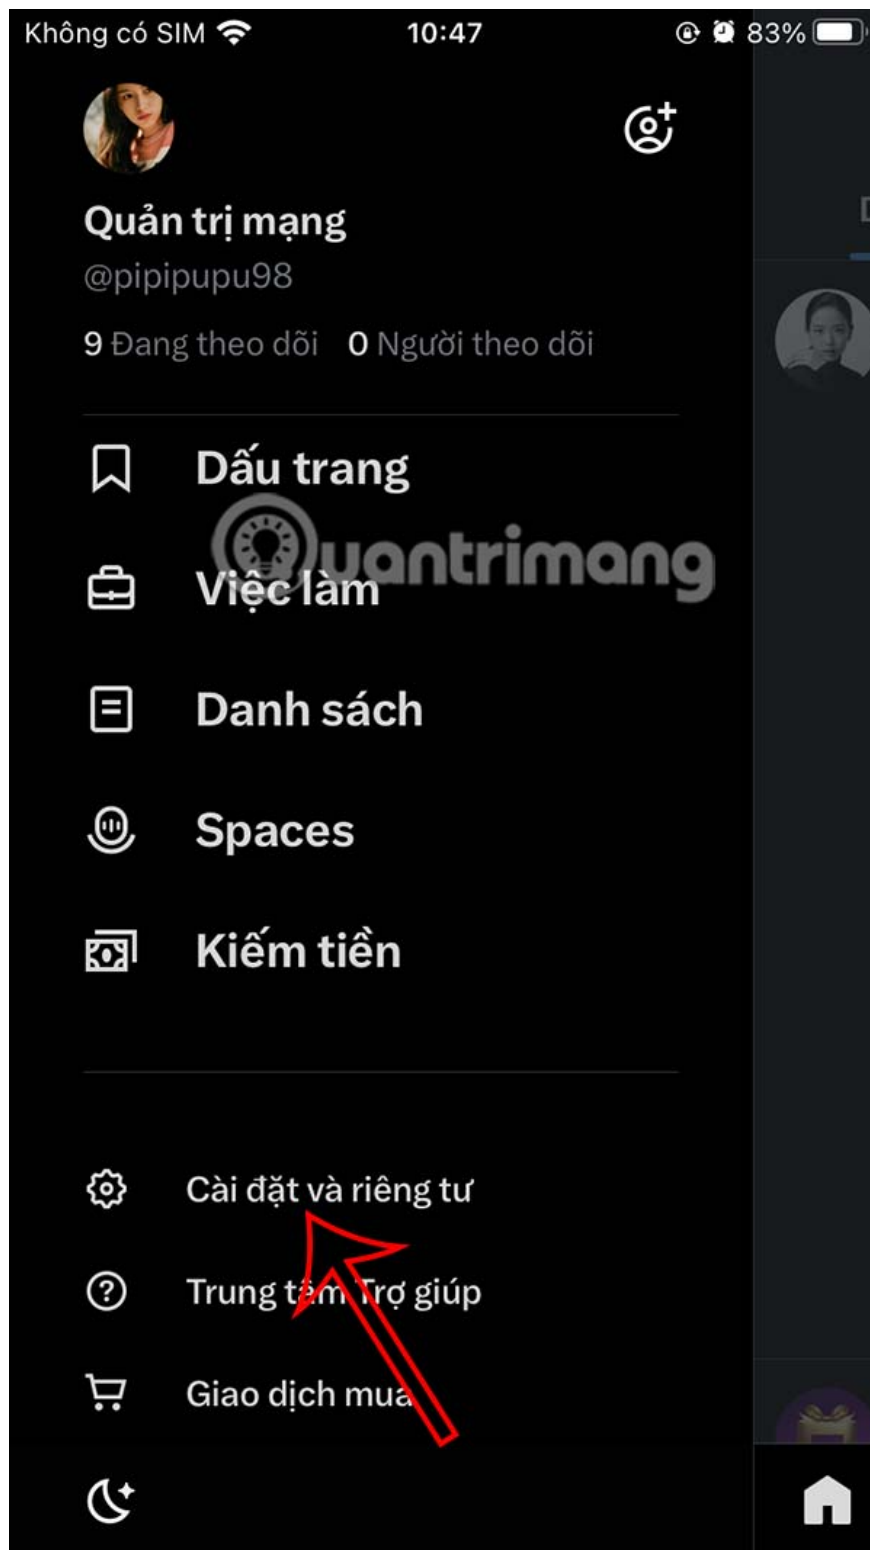 Không có SIM 10:47 83%
Quản trị mạng
@pipipupu98
9 Đang theo dõi 0 Người theo dõi
Dấu trang
Quantrimang
Việc làm
Danh sách
Spaces
Kiếm tiền
Cài đặt và riêng tư
Trung tâm Trợ giúp
Giao dịch mua